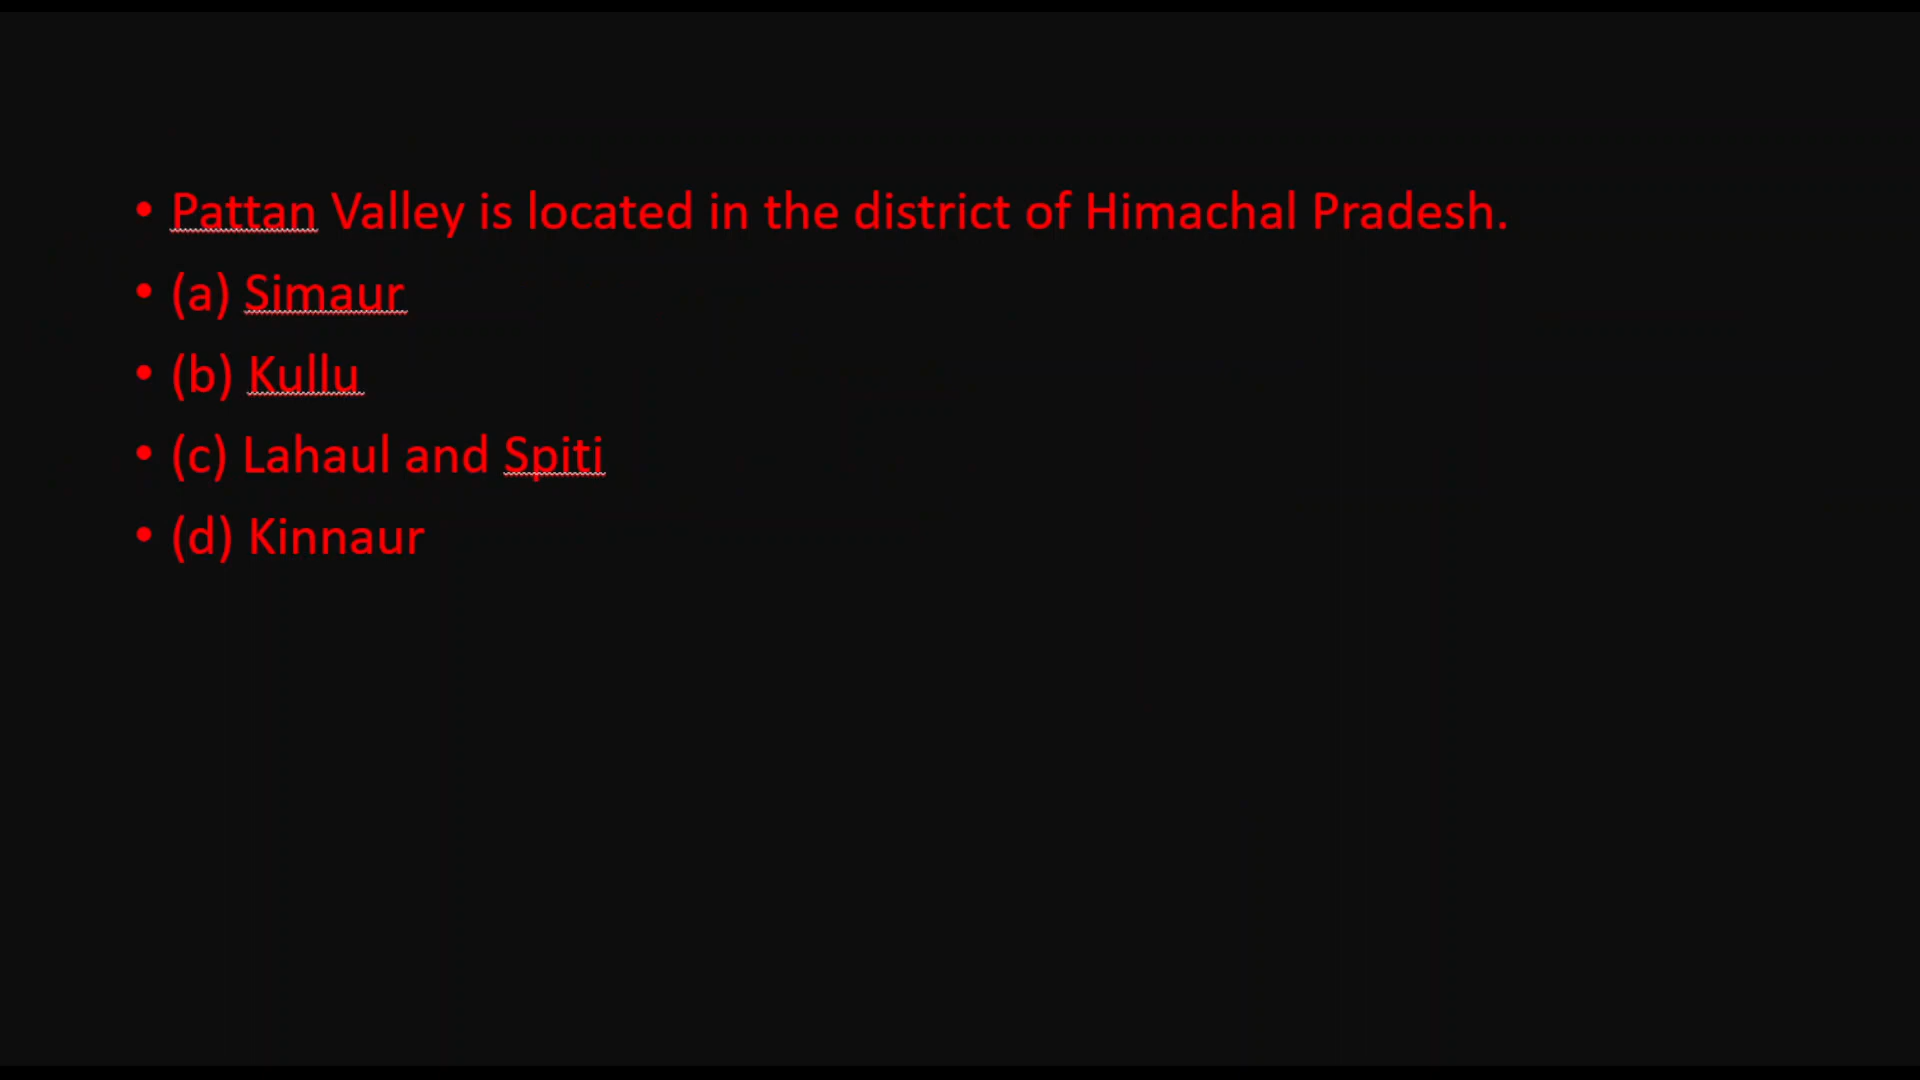 • Pattan Valley is located in the district of Himachal Pradesh.
• (a) Simaur
• (b) Kullu
• (c) Lahaul and Spiti
• (d) Kinnaur